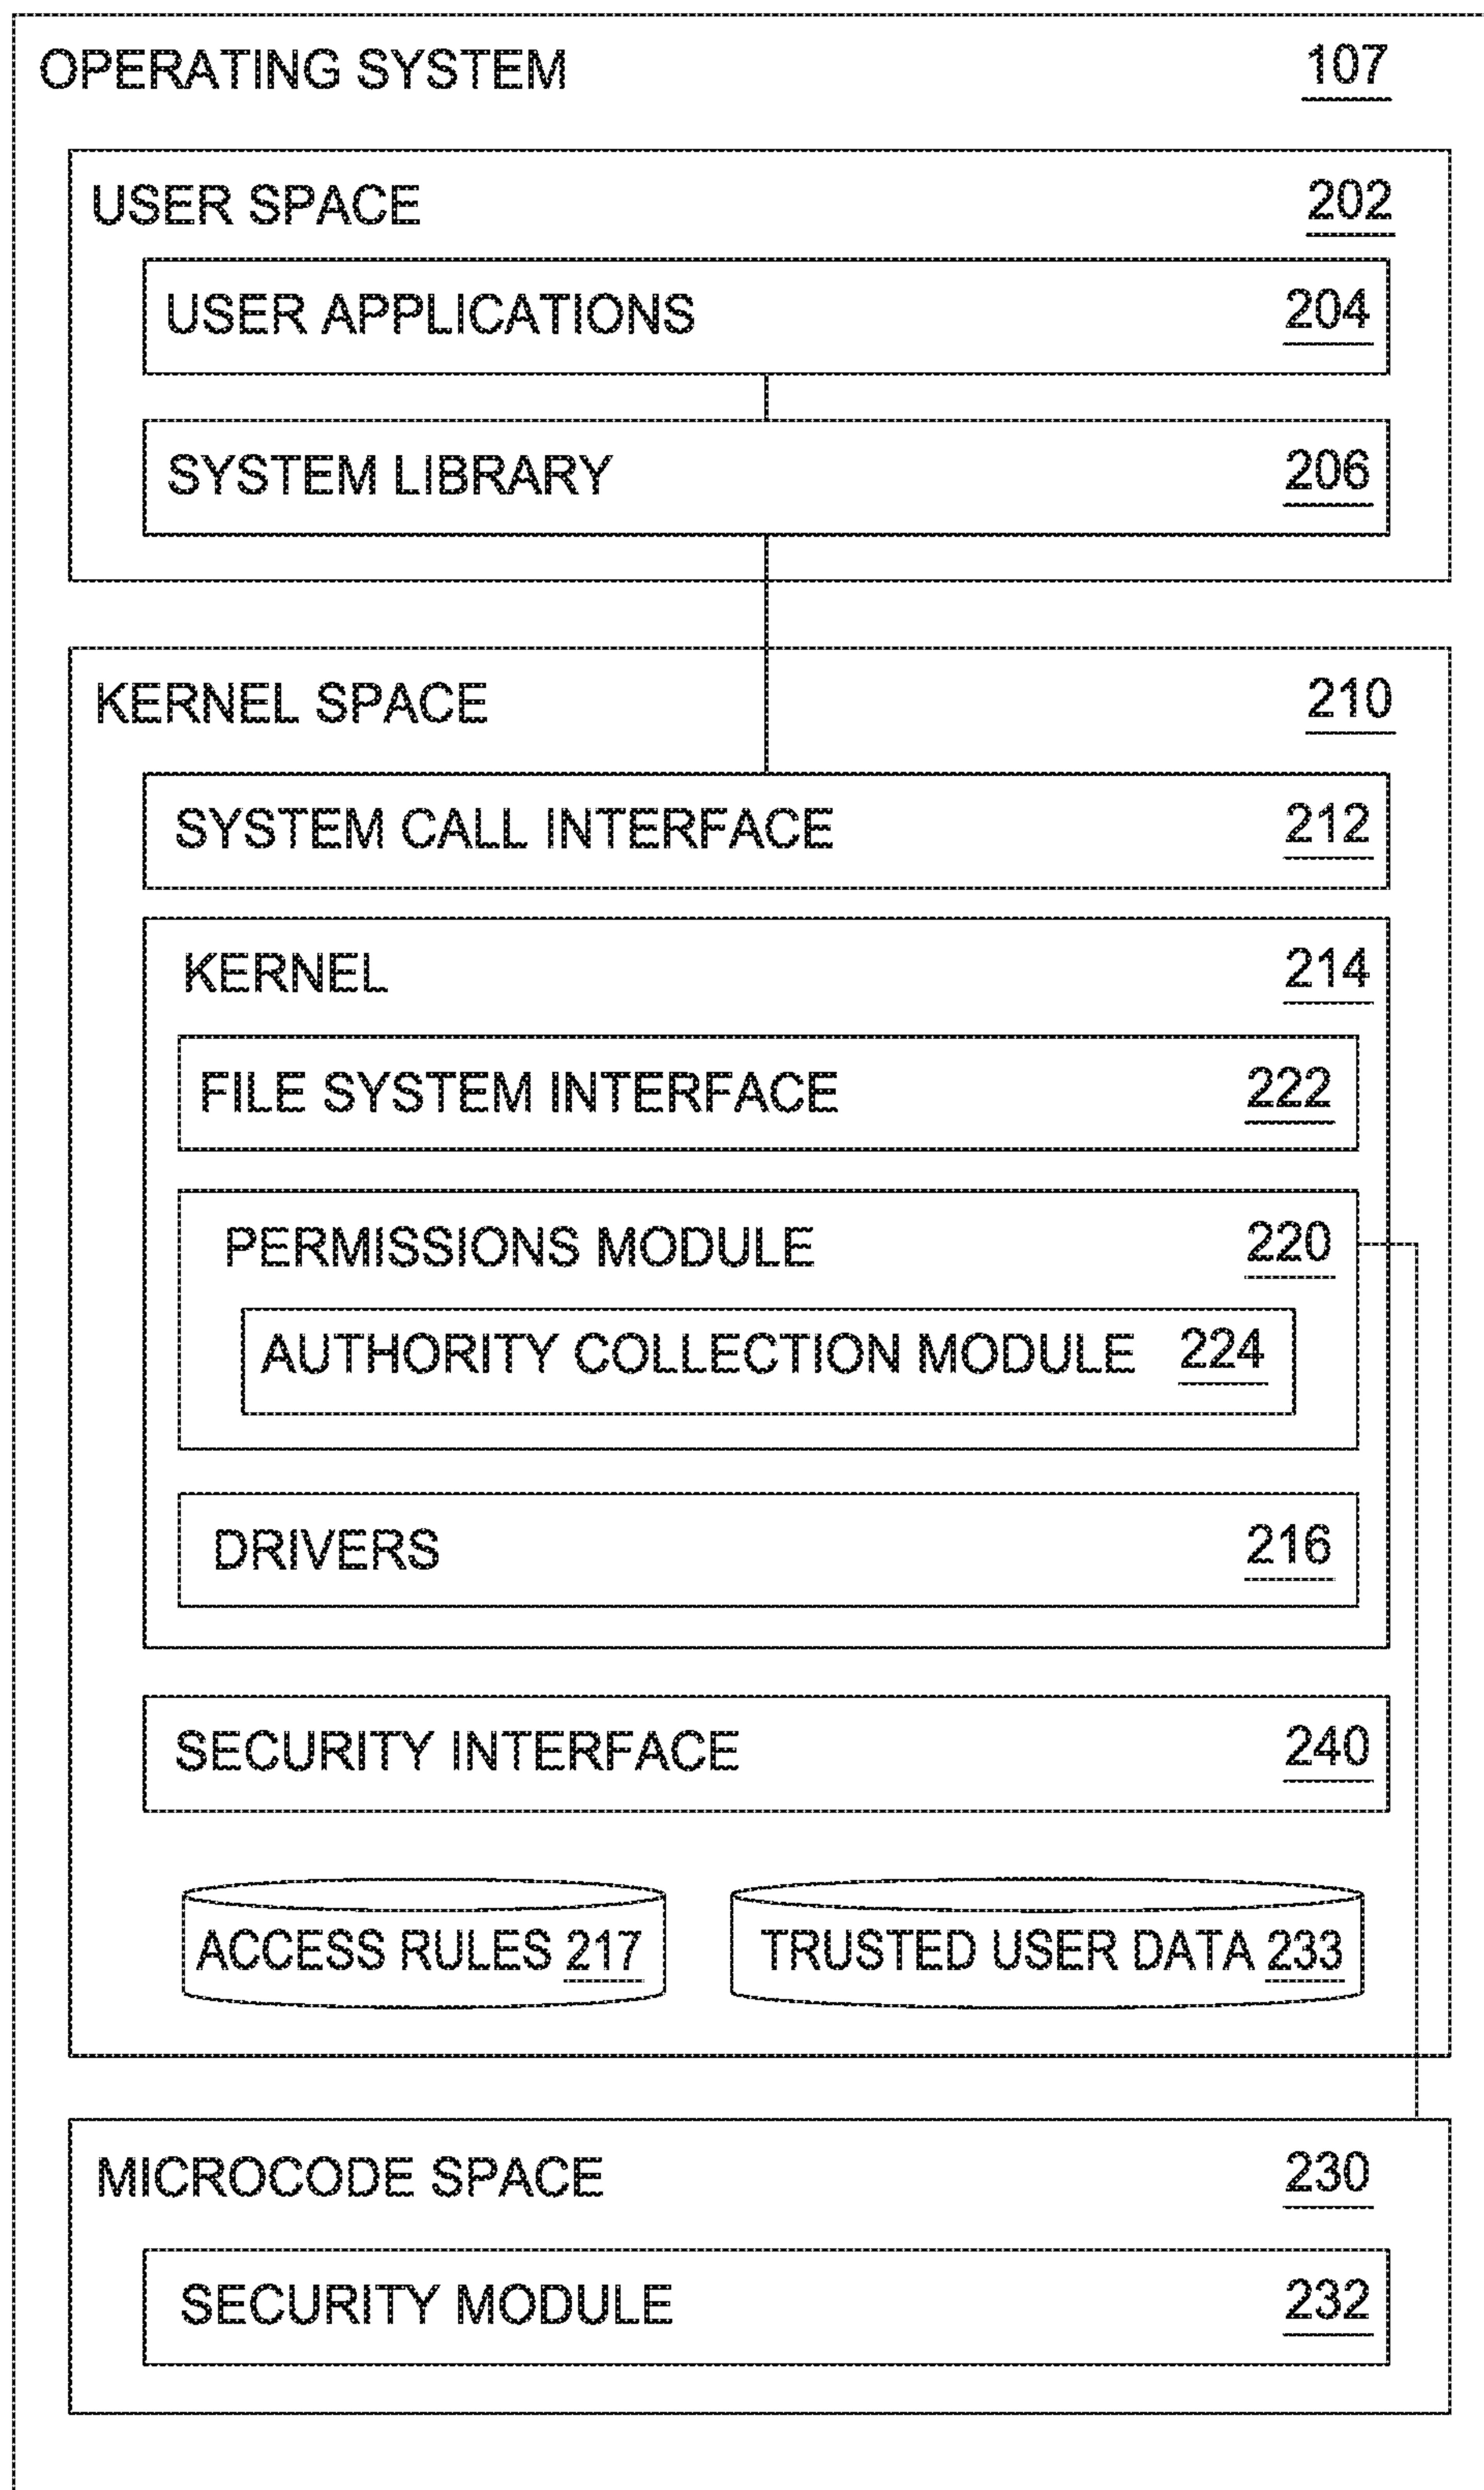 OPERATING SYSTEM 107
USER SPACE 202
USER APPLICATIONS 204
SYSTEM LIBRARY 206
KERNEL SPACE 210
SYSTEM CALL INTERFACE 212
KERNEL 214
FILE SYSTEM INTERFACE 222
PERMISSIONS MODULE 220
AUTHORITY COLLECTION MODULE 224
DRIVERS 216
SECURITY INTERFACE 240
ACCESS RULES 217
TRUSTED USER DATA 233
MICROCODE SPACE 230
SECURITY MODULE 232